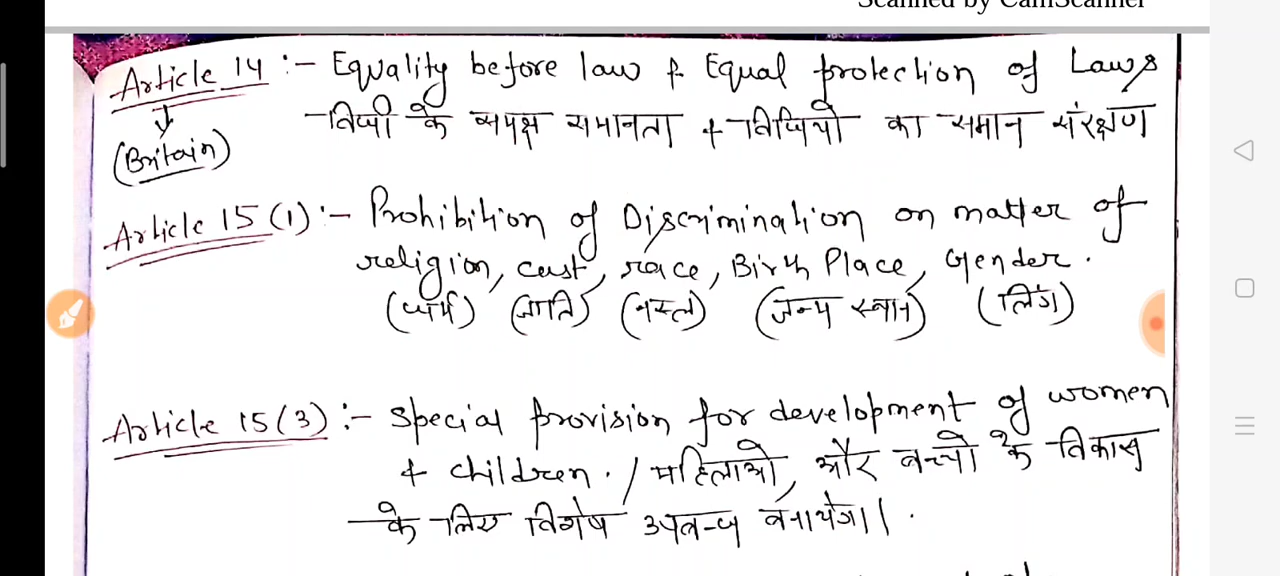 Scanned by CamScanner
Article 14 :- Equality before law & Equal protection of Laws
विधी के समपक्ष समानता + विधियो का समान संरक्षण
(Britain)
Article 15 (1) :- Prohibition of Discrimination on matter of
religion, cast, race, Birth Place, Gender.
(धर्म) (जाति) (नस्ल) (जन्म स्थान) (लिंग)
Article 15 (3) :- special provision for development of women
+ children. / महिलाओ, और बच्चो के विकास
के लिए विशेष उपबन्ध बनायेगा।